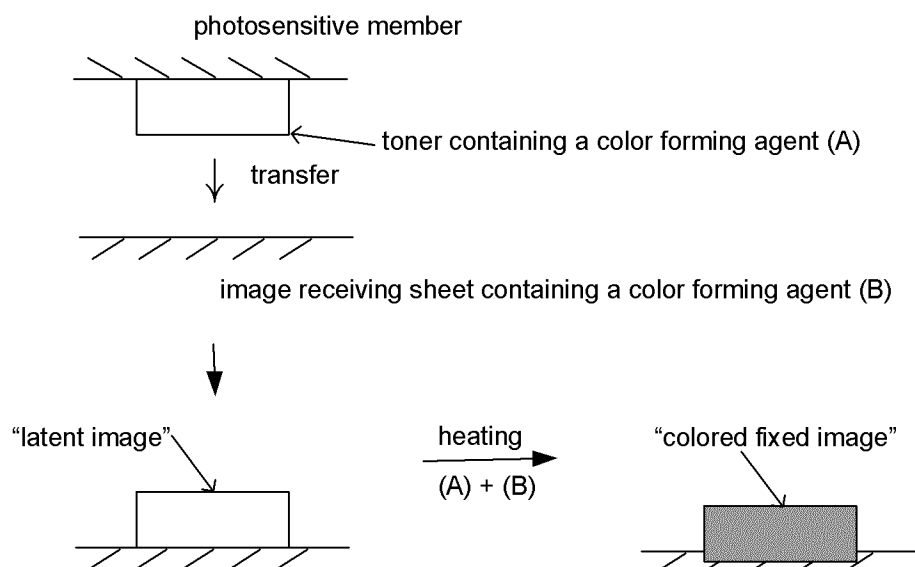 photosensitive member
toner containing a color forming agent (A)
transfer
image receiving sheet containing a color forming agent (B)
“latent image”
heating
(A) + (B)
“colored fixed image”